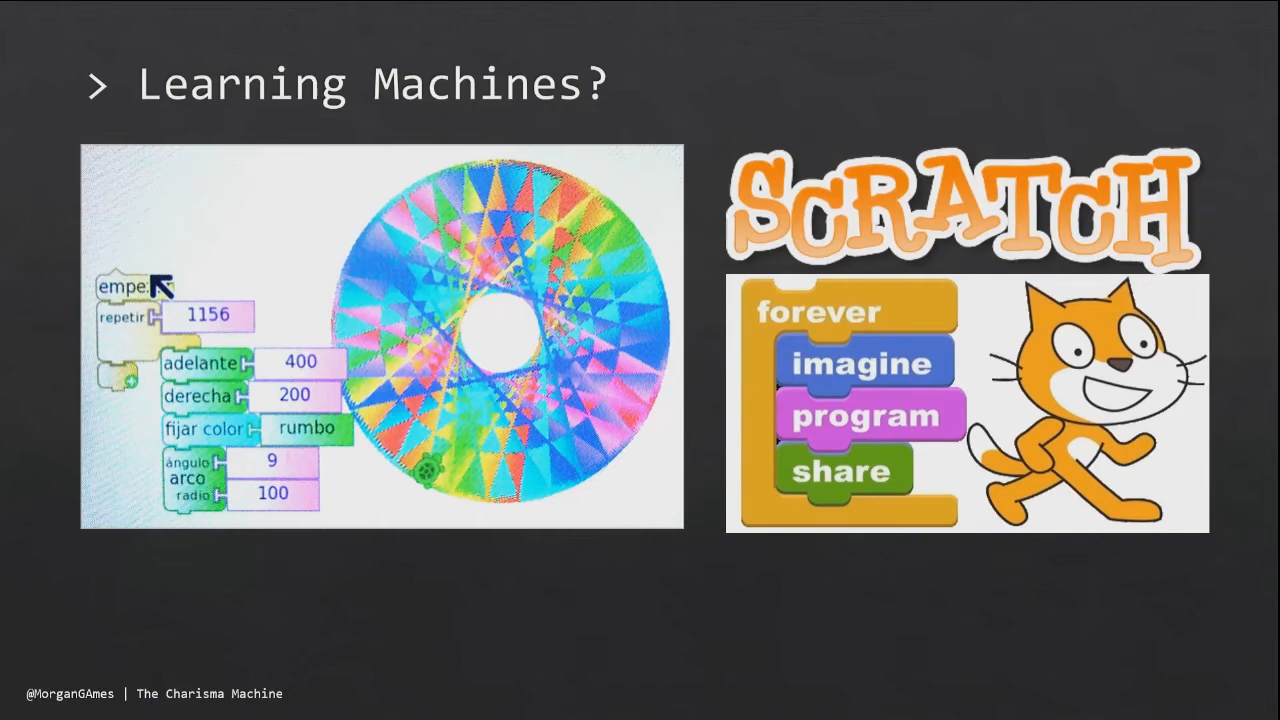 > Learning Machines?
empe
repetir 1156
adelante 400
derecha 200
fijar color rumbo
ángulo 9
arco
radio 100
SCRATCH
forever
imagine
program
share
@MorganGAmes | The Charisma Machine